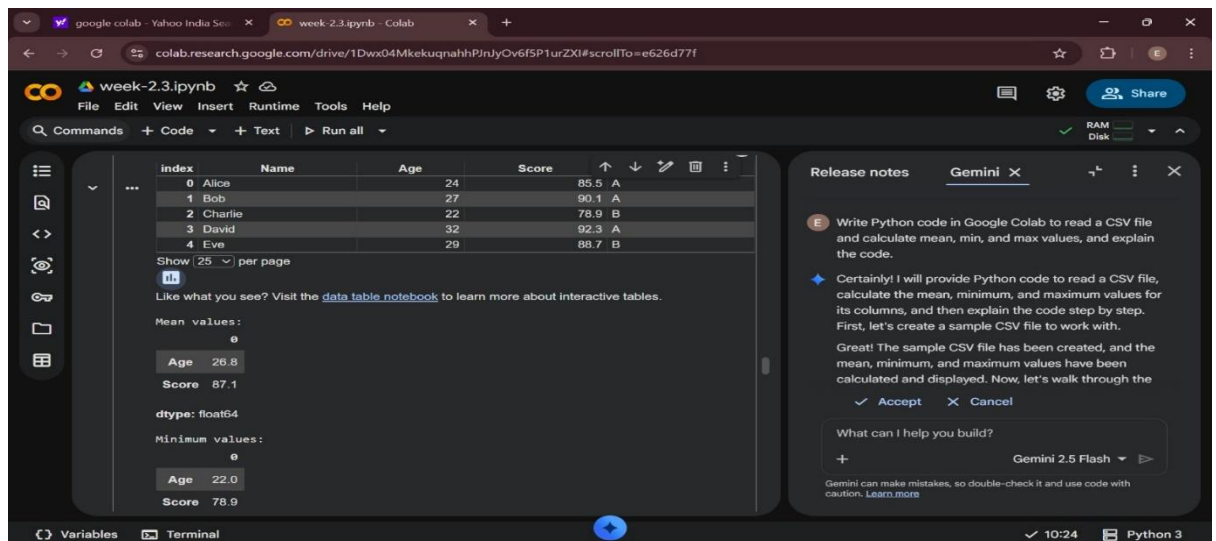 google colab - Yahoo India Sea
week-2.3.ipynb - Colab
colab.research.google.com/drive/1Dwx04MkekuqnahhPJnJyOv6f5P1urZXI#scrollTo=e626d77f
E
week-2.3.ipynb
File Edit View Insert Runtime Tools Help
Share
Commands + Code + Text Run all
RAM
Disk
index Name Age Score
0 Alice 24 85.5 A
1 Bob 27 90.1 A
2 Charlie 22 78.9 B
3 David 32 92.3 A
4 Eve 29 88.7 B
Show 25 per page
Like what you see? Visit the data table notebook to learn more about interactive tables.
Mean values:
0
Age 26.8
Score 87.1
dtype: float64
Minimum values:
0
Age 22.0
Score 78.9
Release notes Gemini
E Write Python code in Google Colab to read a CSV file
and calculate mean, min, and max values, and explain
the code.
Certainly! I will provide Python code to read a CSV file,
calculate the mean, minimum, and maximum values for
its columns, and then explain the code step by step.
First, let's create a sample CSV file to work with.
Great! The sample CSV file has been created, and the
mean, minimum, and maximum values have been
calculated and displayed. Now, let's walk through the
Accept Cancel
What can I help you build?
Gemini 2.5 Flash
Gemini can make mistakes, so double-check it and use code with
caution. Learn more
Variables Terminal
10:24 Python 3